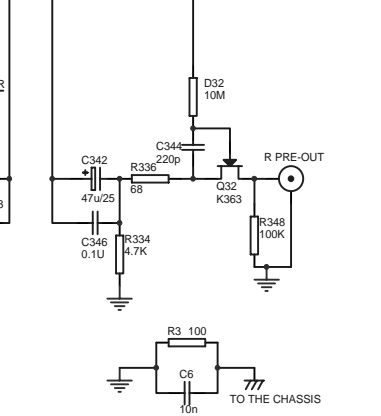 R
D32
10M
C344
220p
R PRE-OUT
C342
+
47u/25
R336
68
Q32
K363
C346
0.1U
R334
4.7K
R348
100K
R3 100
C6
10n
TO THE CHASSIS